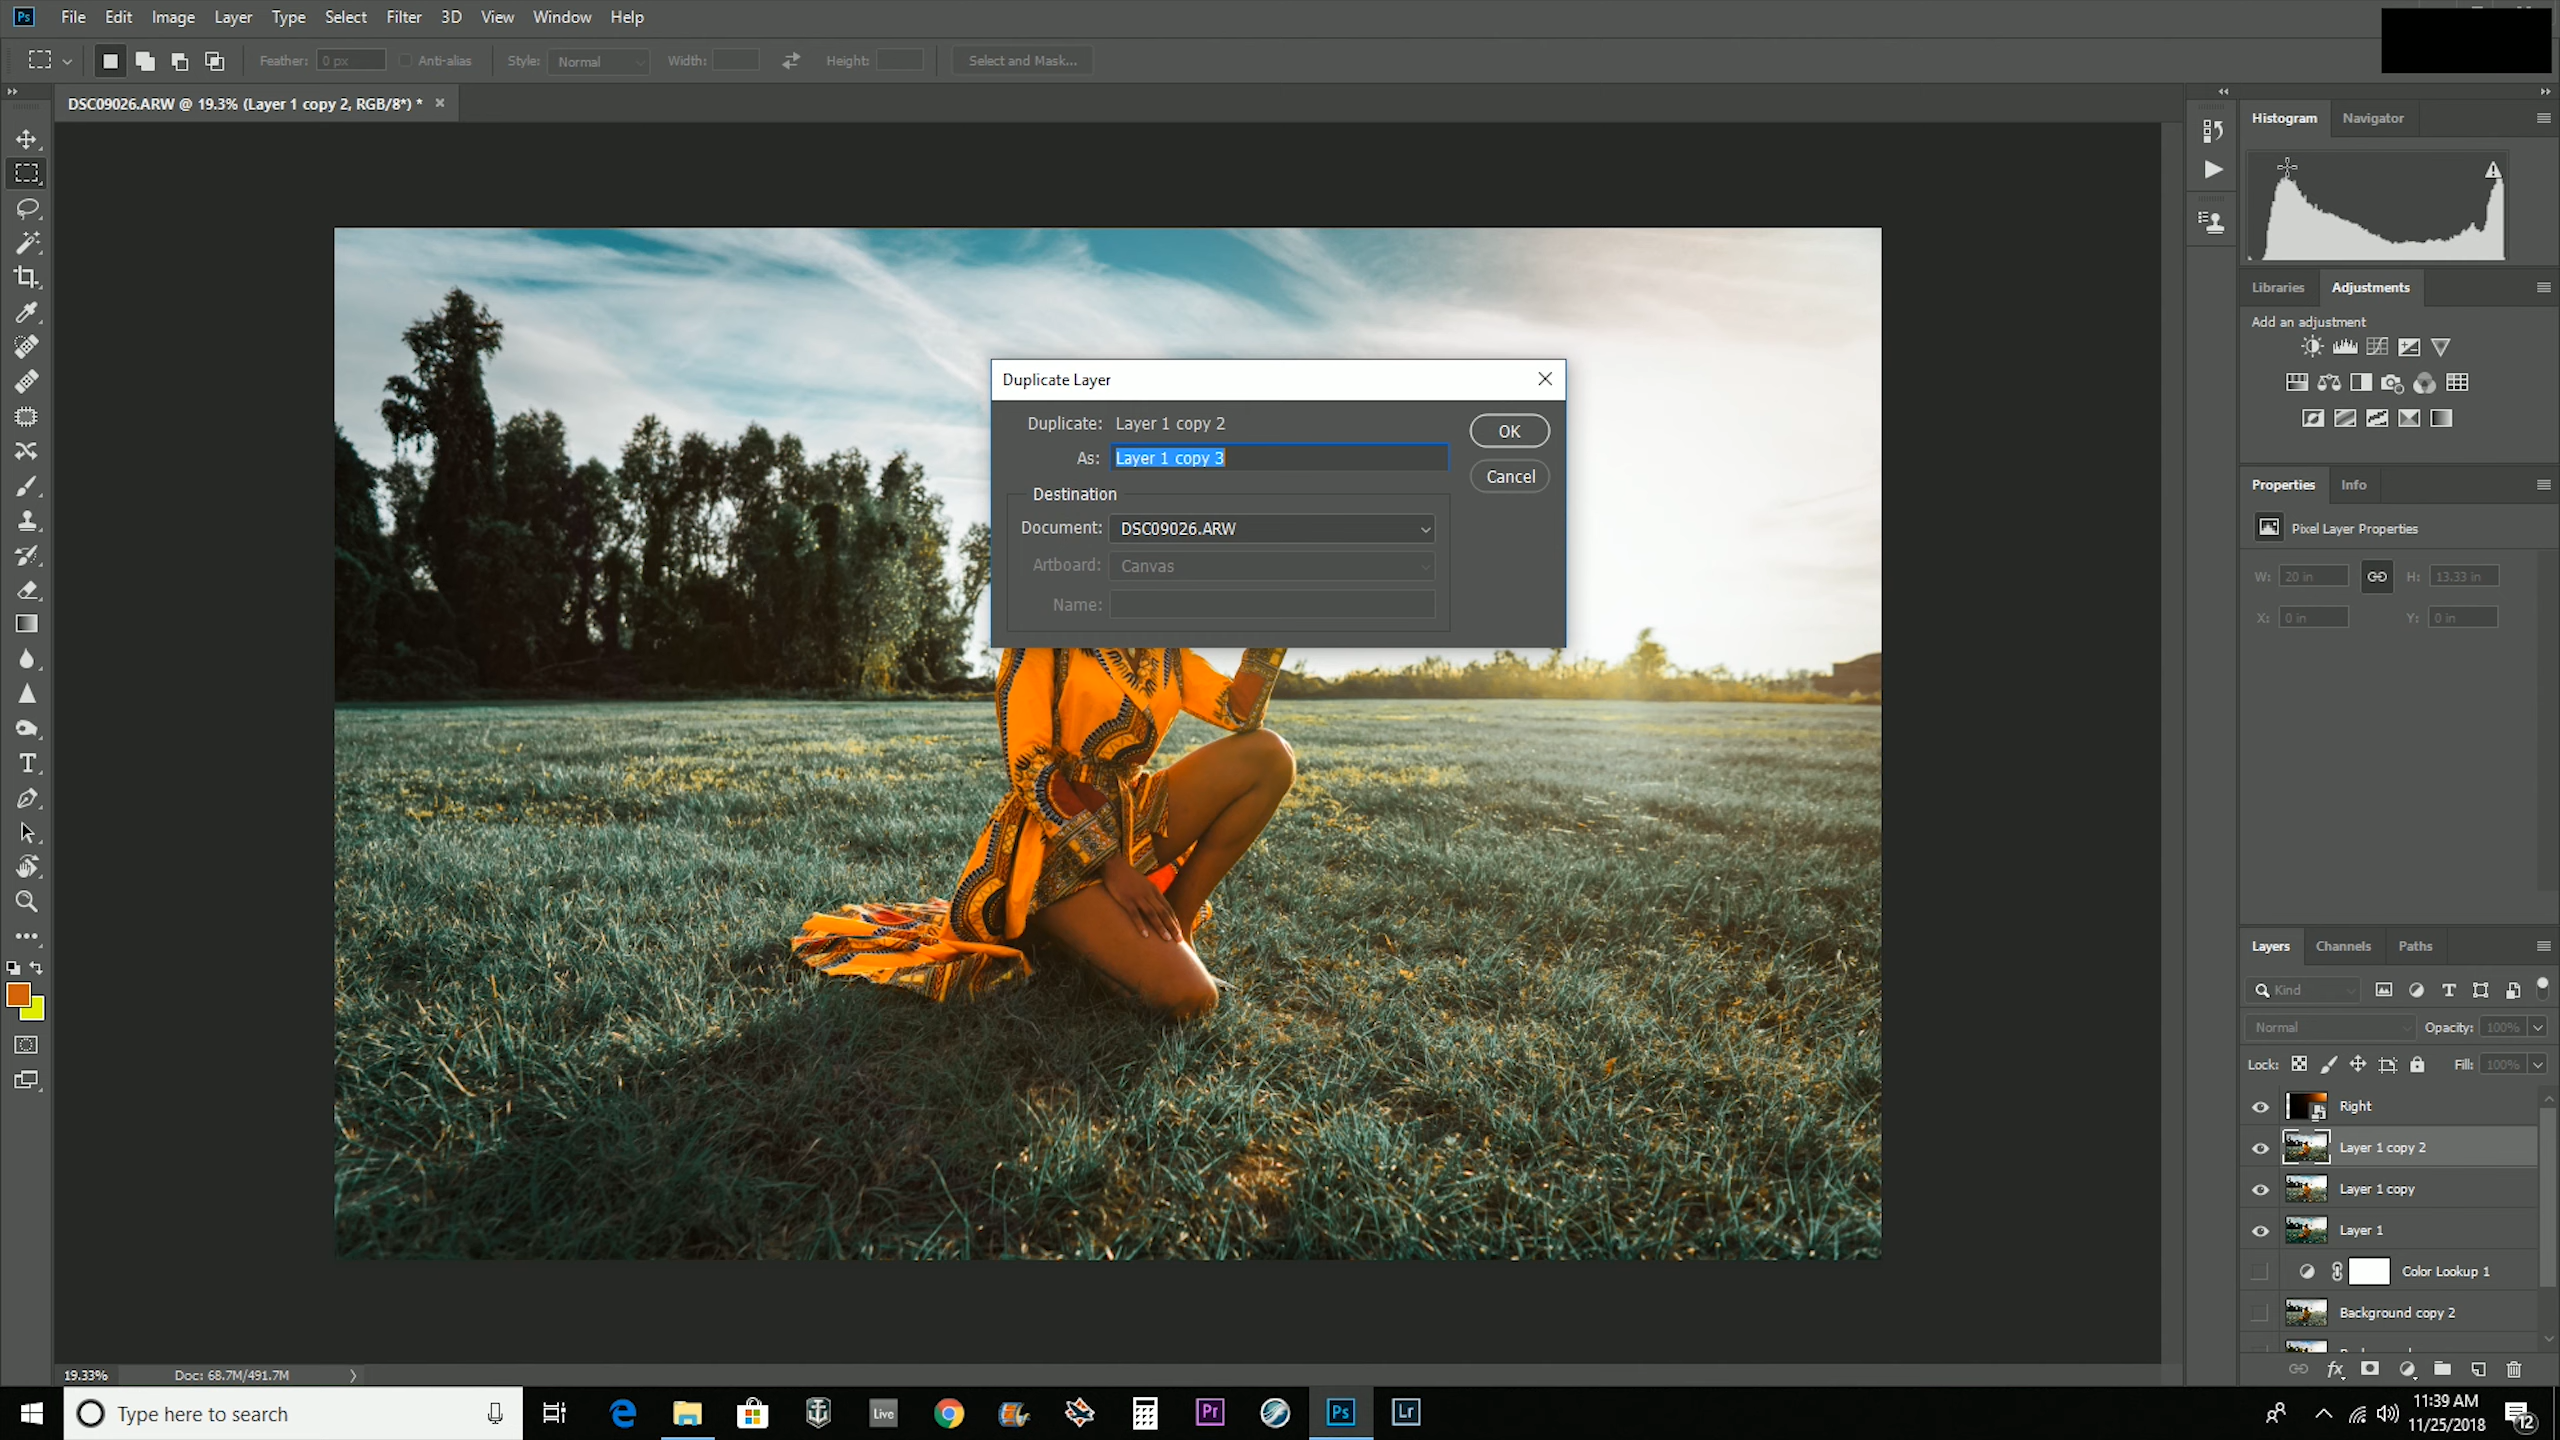 Ps File Edit Image Layer Type Select Filter 3D View Window Help
Feather: 0 px Anti-alias Style: Normal Width: Height: Select and Mask...
DSC09026.ARW @ 19.3% (Layer 1 copy 2, RGB/8*) *
Histogram Navigator
Libraries Adjustments
Add an adjustment
Duplicate Layer
Duplicate: Layer 1 copy 2
As: Layer 1 copy 3
OK
Cancel
Destination
Document: DSC09026.ARW
Artboard: Canvas
Name:
Properties Info
Pixel Layer Properties
W: 20 in H: 13.33 in
X: 0 in Y: 0 in
Layers Channels Paths
Kind
Normal Opacity: 100%
Lock: Fill: 100%
Right
Layer 1 copy 2
Layer 1 copy
Layer 1
Color Lookup 1
Background copy 2
19.33% Doc: 68.7M/491.7M
Type here to search
Live
Pr
Ps
Lr
11:39 AM
11/25/2018
12